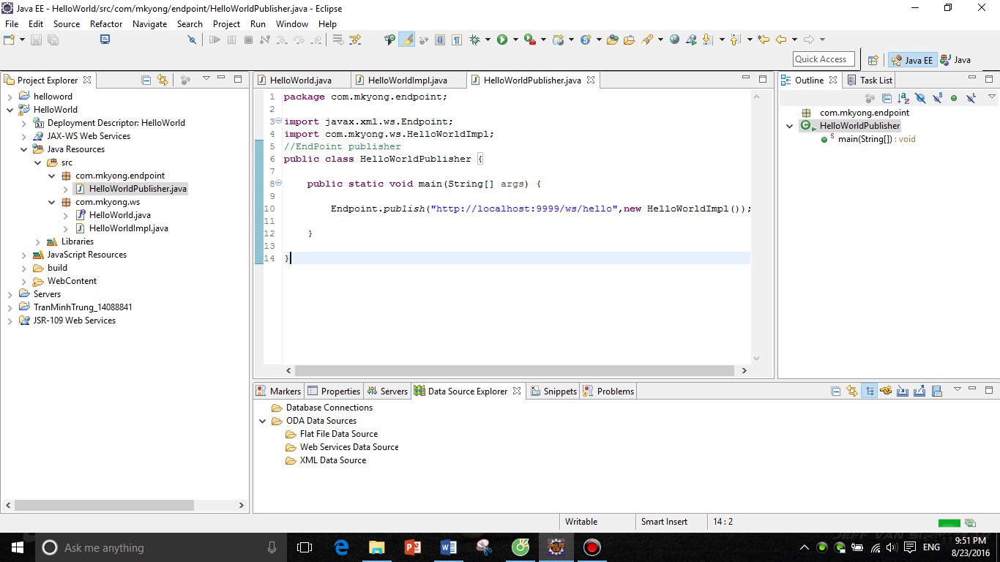 Java EE - HelloWorld/src/com/mkyong/endpoint/HelloWorldPublisher.java - Eclipse
File Edit Source Refactor Navigate Search Project Run Window Help
Quick Access
Java EE
Java
Project Explorer
helloword
HelloWorld
Deployment Descriptor: HelloWorld
JAX-WS Web Services
Java Resources
src
com.mkyong.endpoint
HelloWorldPublisher.java
com.mkyong.ws
HelloWorld.java
HelloWorldImpl.java
Libraries
JavaScript Resources
build
WebContent
Servers
TranMinhTrung_14088841
JSR-109 Web Services
HelloWorld.java HelloWorldImpl.java HelloWorldPublisher.java
1 package com.mkyong.endpoint;
2
3 import javax.xml.ws.Endpoint;
4 import com.mkyong.ws.HelloWorldImpl;
5 //EndPoint publisher
6 public class HelloWorldPublisher {
7
8 public static void main(String[] args) {
9
10 Endpoint.publish("http://localhost:9999/ws/hello",new HelloWorldImpl());
11
12 }
13
14 }
Outline Task List
com.mkyong.endpoint
HelloWorldPublisher
main(String[]) : void
Markers Properties Servers Data Source Explorer Snippets Problems
Database Connections
ODA Data Sources
Flat File Data Source
Web Services Data Source
XML Data Source
Writable Smart Insert 14 : 2
Ask me anything
ENG
9:51 PM
8/23/2016